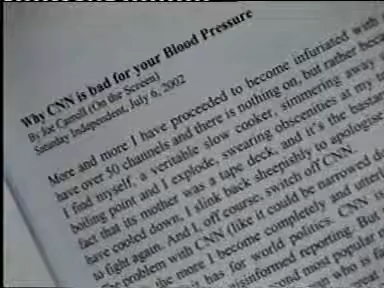 Why CNN is bad for your Blood Pressure
By Joe Carroll (On the Screen)
Saturday Independent, July 6, 2002
More and more I have proceeded to become infuriated with
have over 50 channels and there is nothing on, but rather because
I find myself, a veritable slow cooker, simmering away
boiling point and I explode, swearing obscenities at my
fact that its mother was a tape deck, and it's the bastard
have cooled down, I slink back sheepishly to apologise
to fight again. And I, off course, switch off CNN.
problem with CNN (like it could be narrowed
the more I become completely and
it has for world politics. CNN
misinformed reporting. But
second most popular
who is